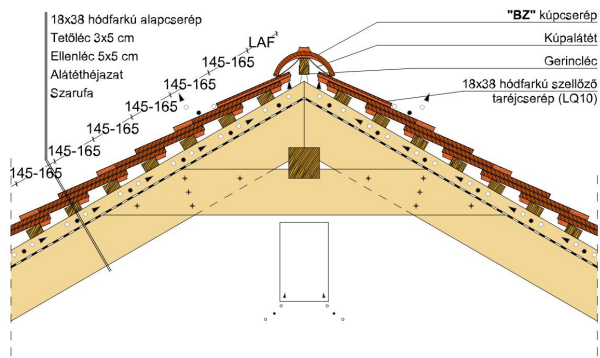 18x38 hódfarkú alapcserép
Tetőléc 3x5 cm
Ellenléc 5x5 cm
Alátéthéjazat
Szarufa
LAF
145-165
145-165
145-165
145-165
145-165
145-165
"BZ" kúpcserép
Kúpalátét
Gerincléc
18x38 hódfarkú szellőző
taréjcserép (LQ10)